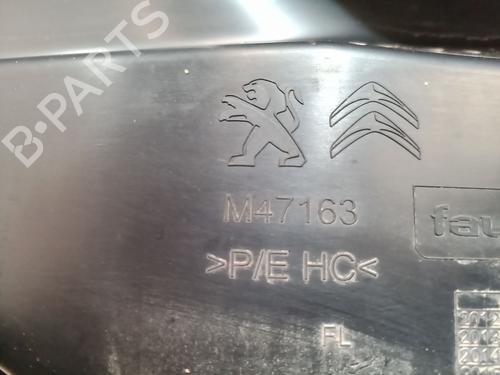 B-PARTS
M47163
fau
>P/E HC<
FL